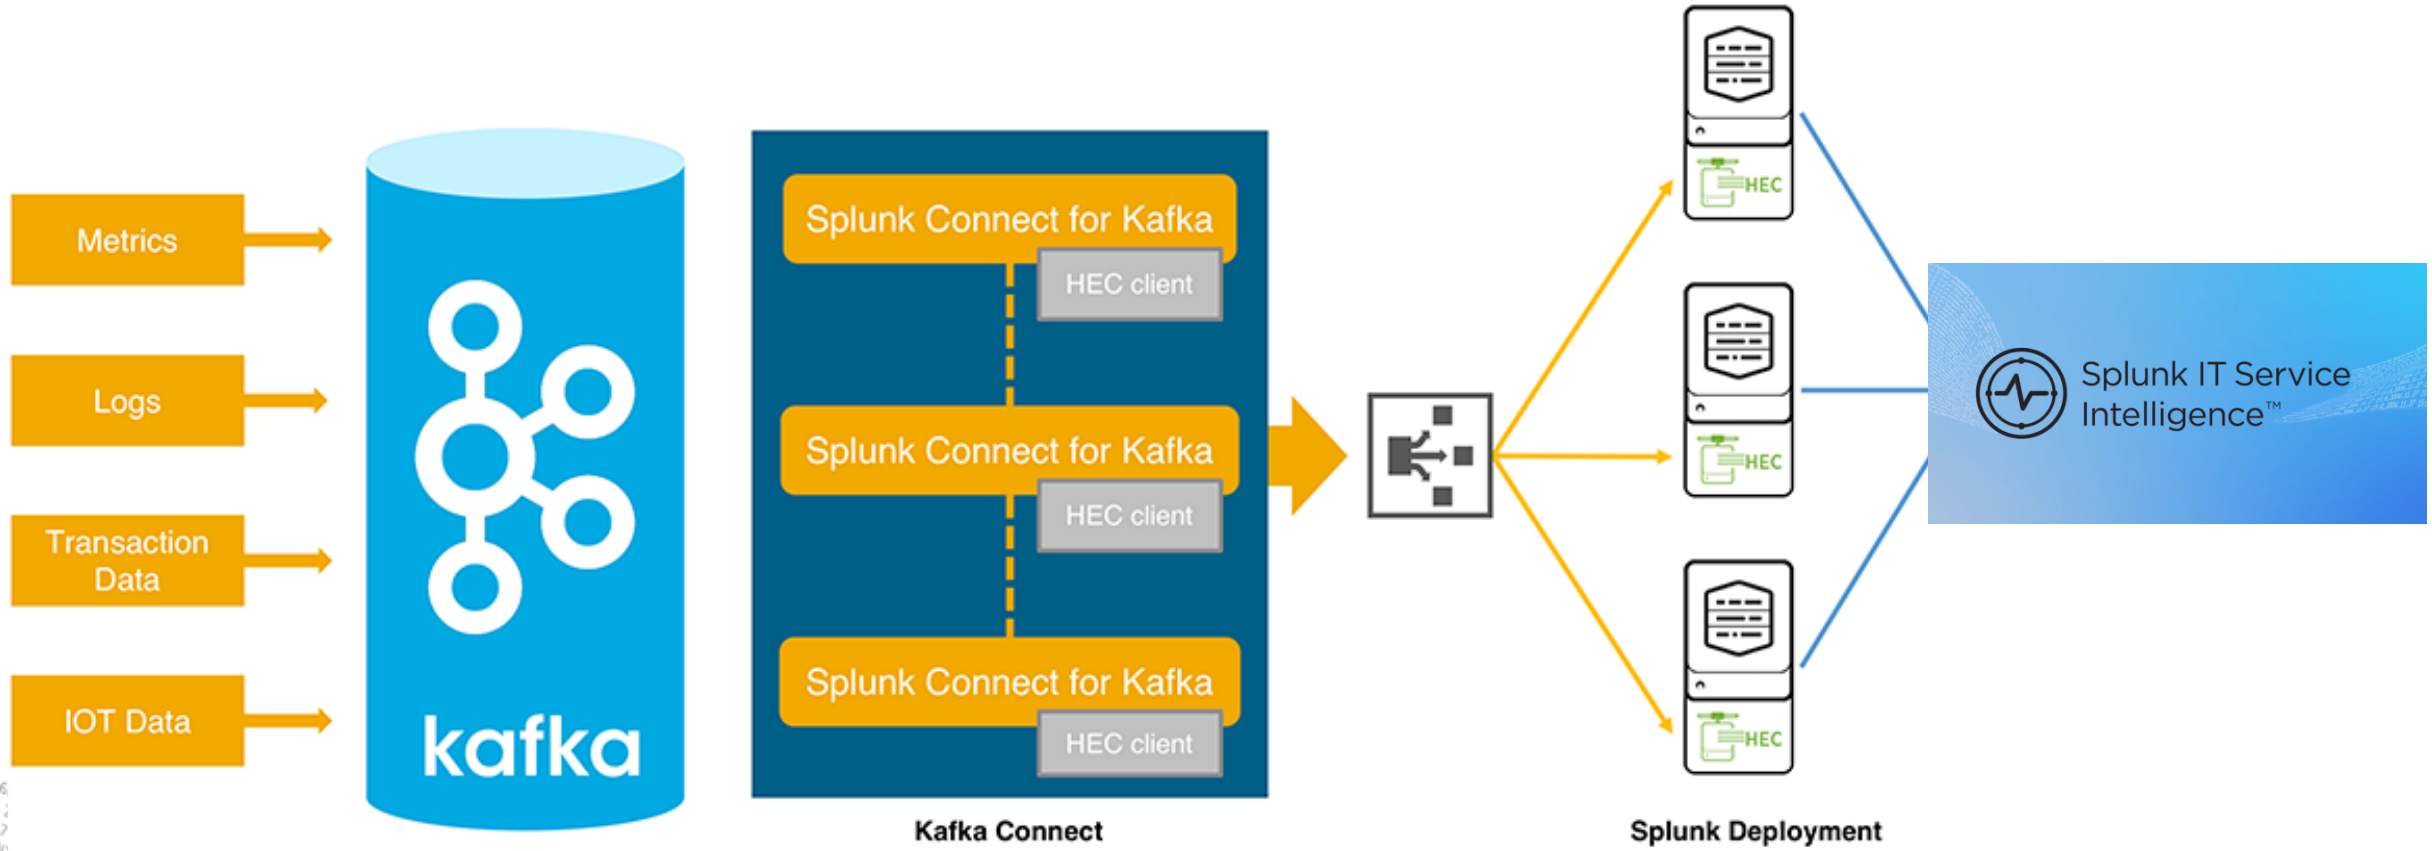 Metrics
Logs
Transaction
Data
IOT Data
kafka
Splunk Connect for Kafka
HEC client
Splunk Connect for Kafka
HEC client
Splunk Connect for Kafka
HEC client
Kafka Connect
HEC
HEC
HEC
Splunk Deployment
Splunk IT Service
Intelligence™